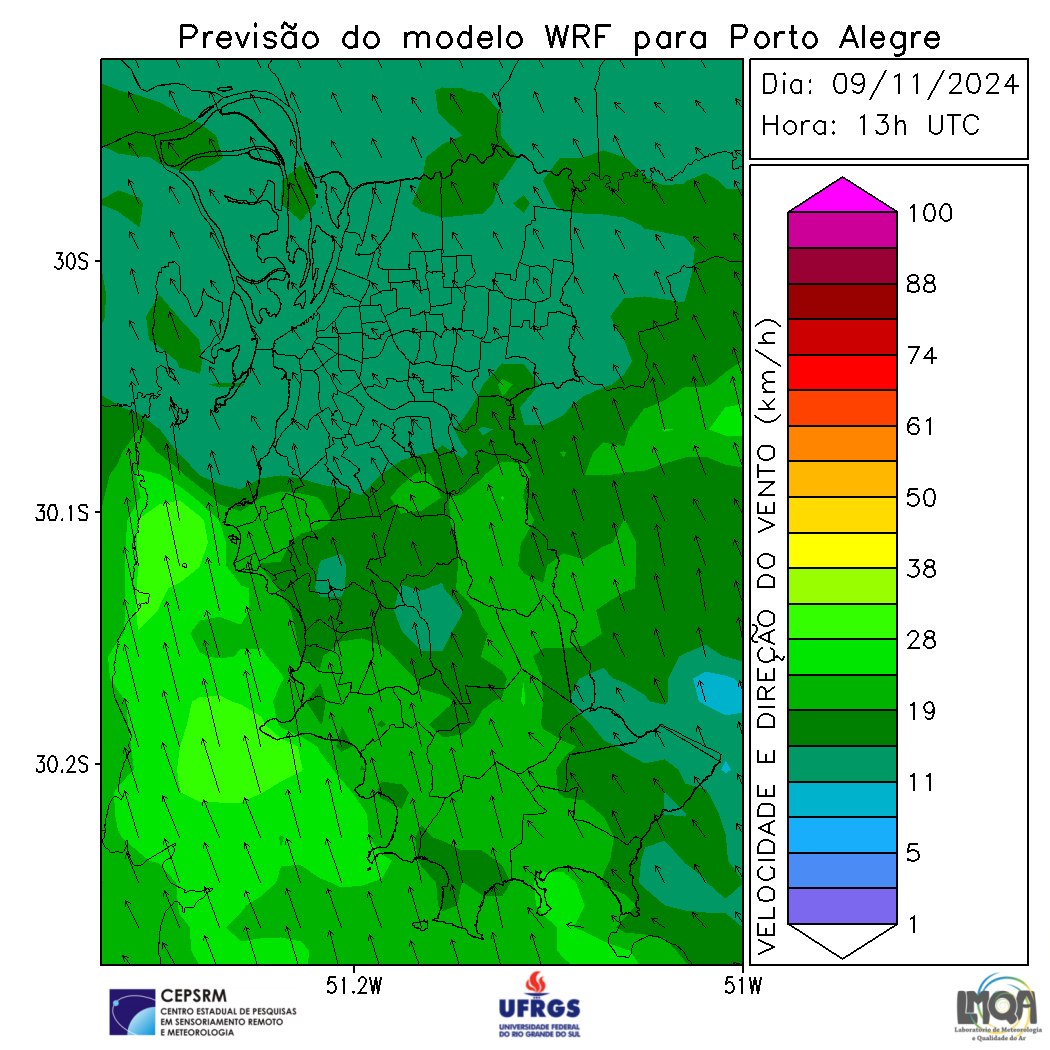 Previsão do modelo WRF para Porto Alegre
Dia: 09/11/2024
Hora: 13h UTC
30S
30.1S
30.2S
51.2W
51W
VELOCIDADE E DIREÇÃO DO VENTO (km/h)
100
88
74
61
50
38
28
19
11
5
1
CEPSRM
CENTRO ESTADUAL DE PESQUISAS
EM SENSORIAMENTO REMOTO
E METEOROLOGIA
UFRGS
UNIVERSIDADE FEDERAL
DO RIO GRANDE DO SUL
LMQA
Laboratório de Meteorologia
e Qualidade do Ar